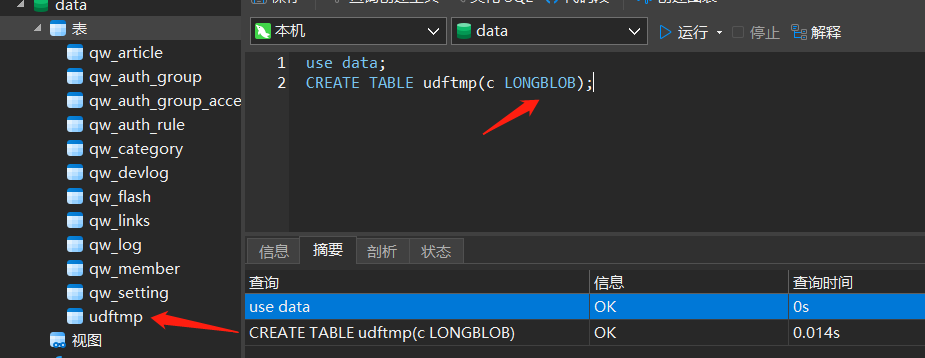 data
表
qw_article
qw_auth_group
qw_auth_group_acce
qw_auth_rule
qw_category
qw_devlog
qw_flash
qw_links
qw_log
qw_member
qw_setting
udftmp
视图
本机
data
运行
停止
解释
1 use data;
2 CREATE TABLE udftmp(c LONGBLOB);
信息 摘要 剖析 状态
查询 信息 查询时间
use data OK 0s
CREATE TABLE udftmp(c LONGBLOB) OK 0.014s